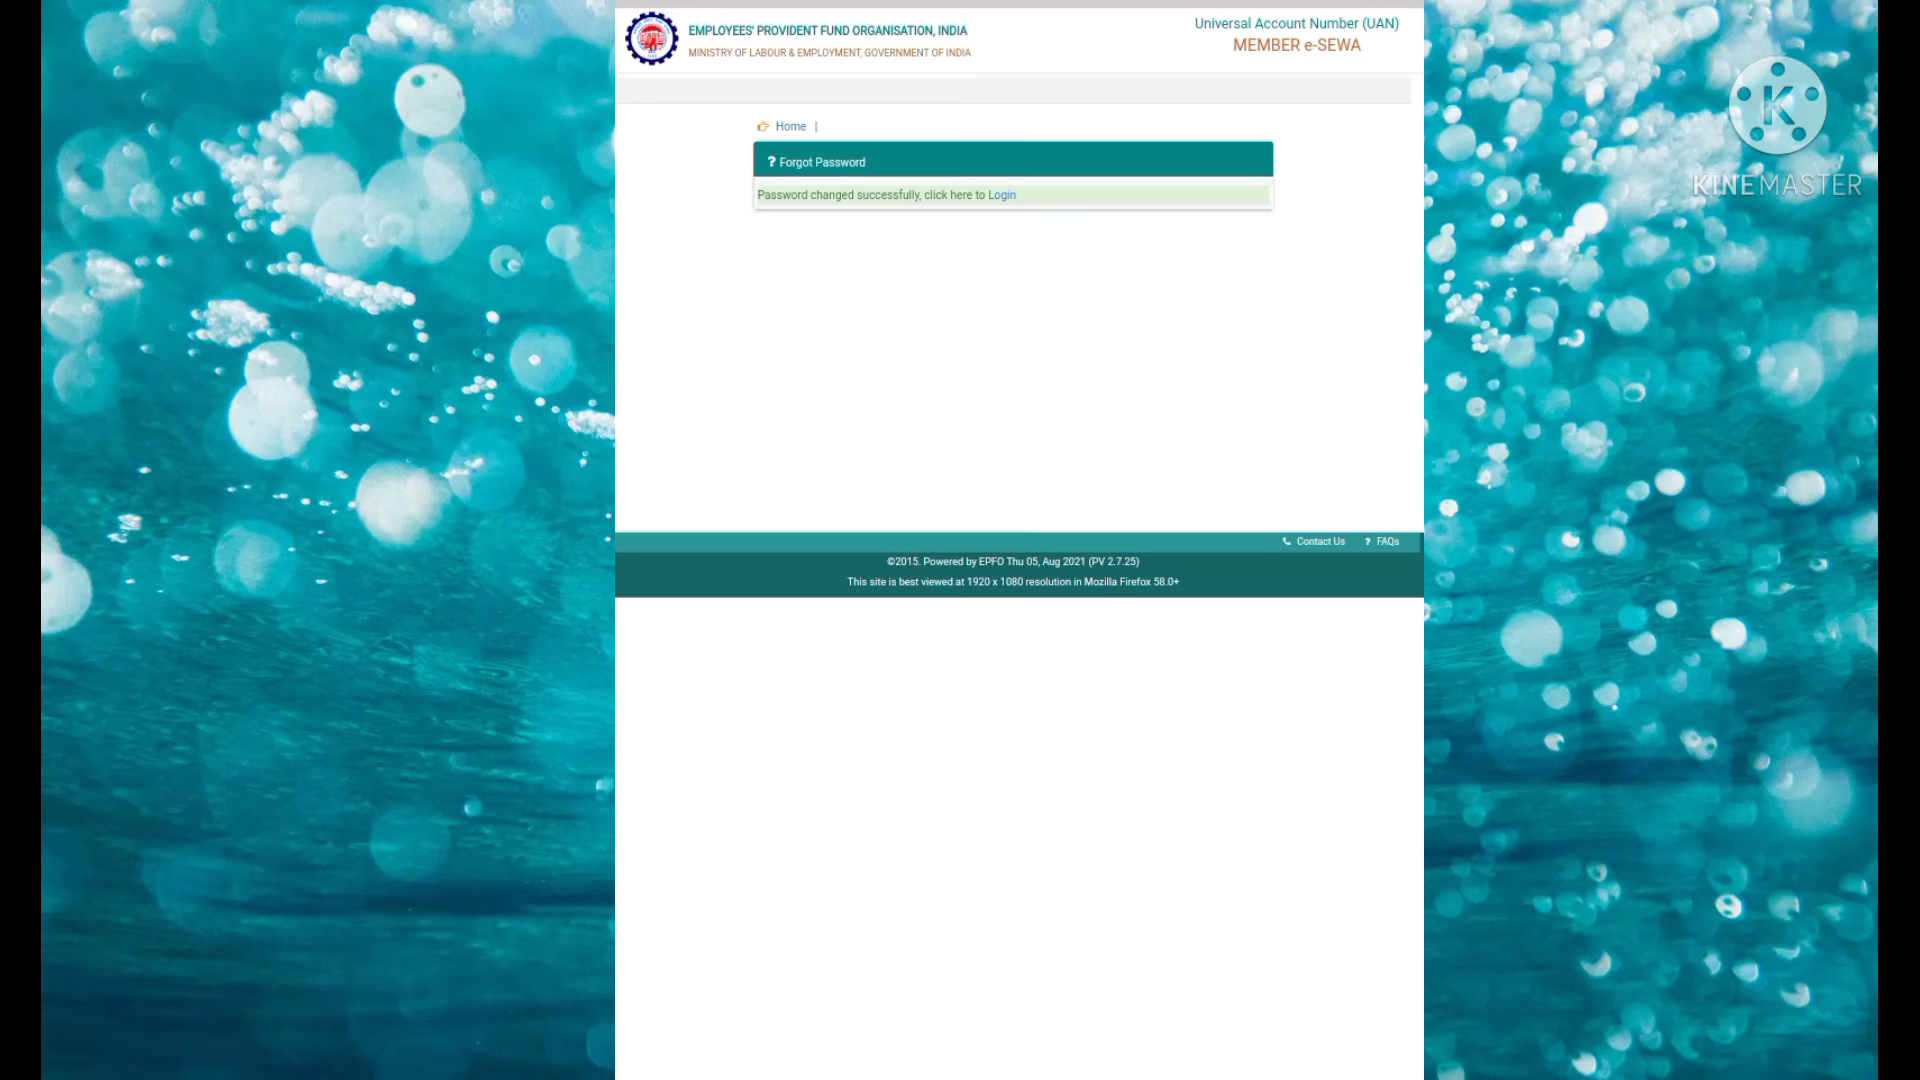 EMPLOYEES' PROVIDENT FUND ORGANISATION, INDIA
MINISTRY OF LABOUR & EMPLOYMENT, GOVERNMENT OF INDIA
Universal Account Number (UAN)
MEMBER e-SEWA
K
KINEMASTER
Home |
? Forgot Password
Password changed successfully, click here to Login
Contact Us ? FAQs
©2015. Powered by EPFO Thu 05, Aug 2021 (PV 2.7.25)
This site is best viewed at 1920 x 1080 resolution in Mozilla Firefox 58.0+